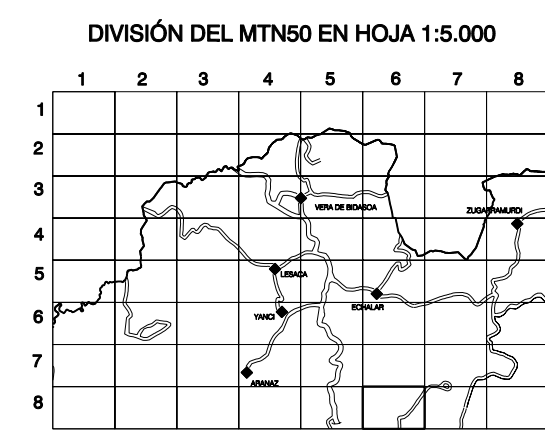 DIVISIÓN DEL MTN50 EN HOJA 1:5.000
1 2 3 4 5 6 7 8
1
2
3
VERA DE BIDASOA
ZUGARRAMURDI
4
5
LESACA
ECHALAR
6
YANCI
7
ARANAZ
8